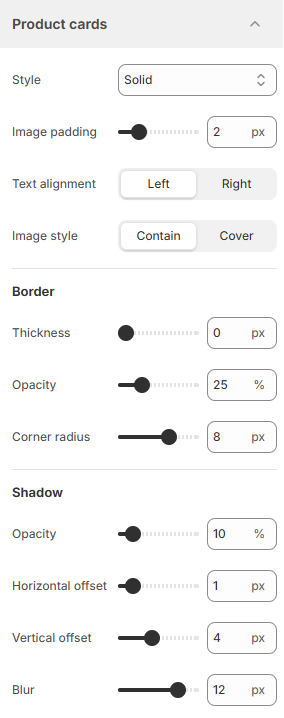 Product cards
Style Solid
Image padding 2 px
Text alignment Left Right
Image style Contain Cover
Border
Thickness 0 px
Opacity 25 %
Corner radius 8 px
Shadow
Opacity 10 %
Horizontal offset 1 px
Vertical offset 4 px
Blur 12 px